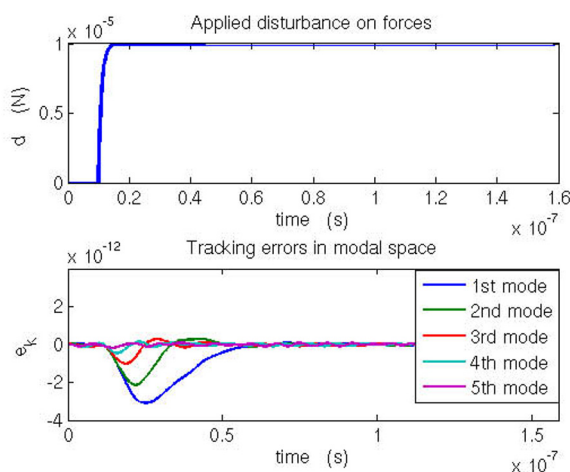 Applied disturbance on forces
x 10^-5
1
0.5
0
d (N)
0 0.2 0.4 0.6 0.8 1 1.2 1.4 1.6
time (s)
x 10^-7
Tracking errors in modal space
x 10^-12
2
0
-2
-4
e_k
1st mode
2nd mode
3rd mode
4th mode
5th mode
0 0.5 1 1.5
time (s)
x 10^-7